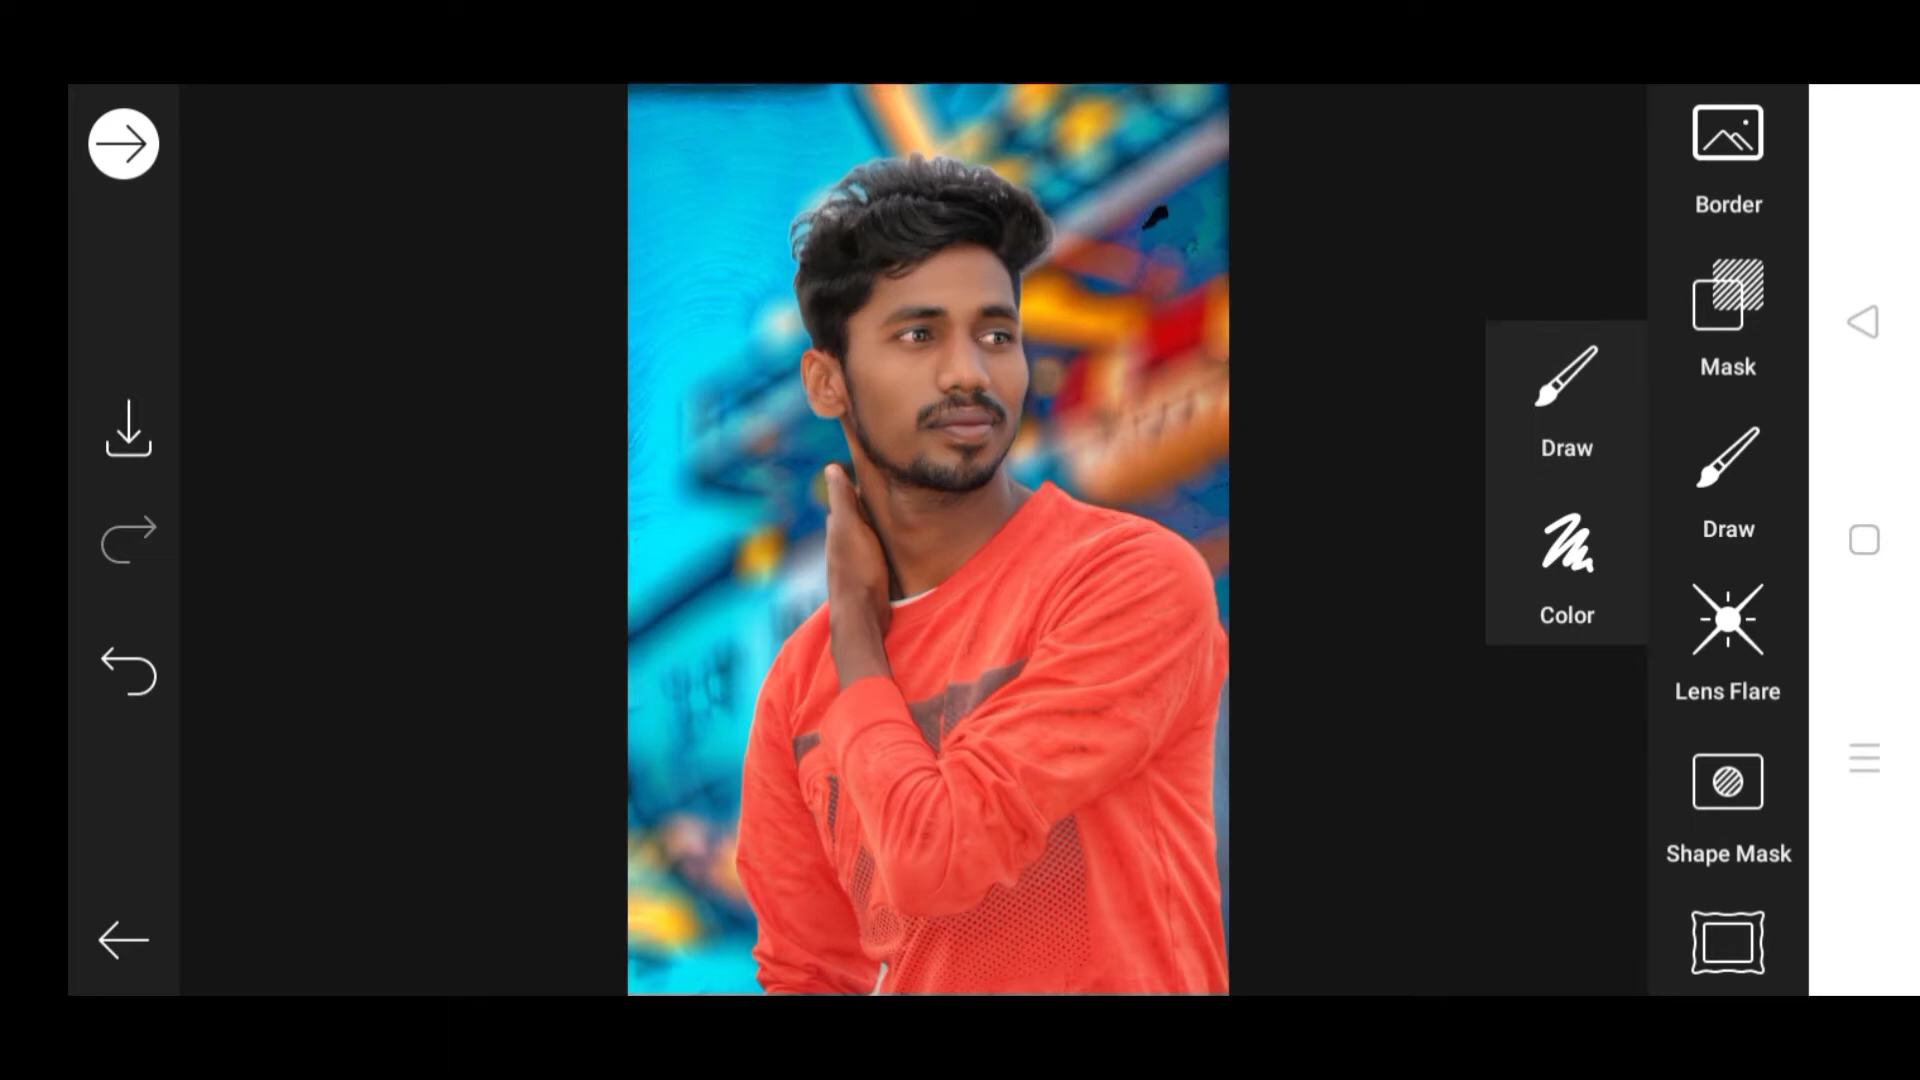 Border
Mask
Draw
Color
Draw
Lens Flare
Shape Mask